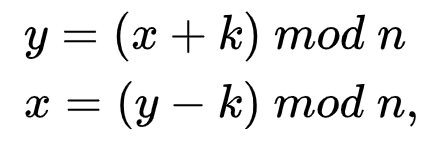 y = (x + k) mod n
x = (y − k) mod n,